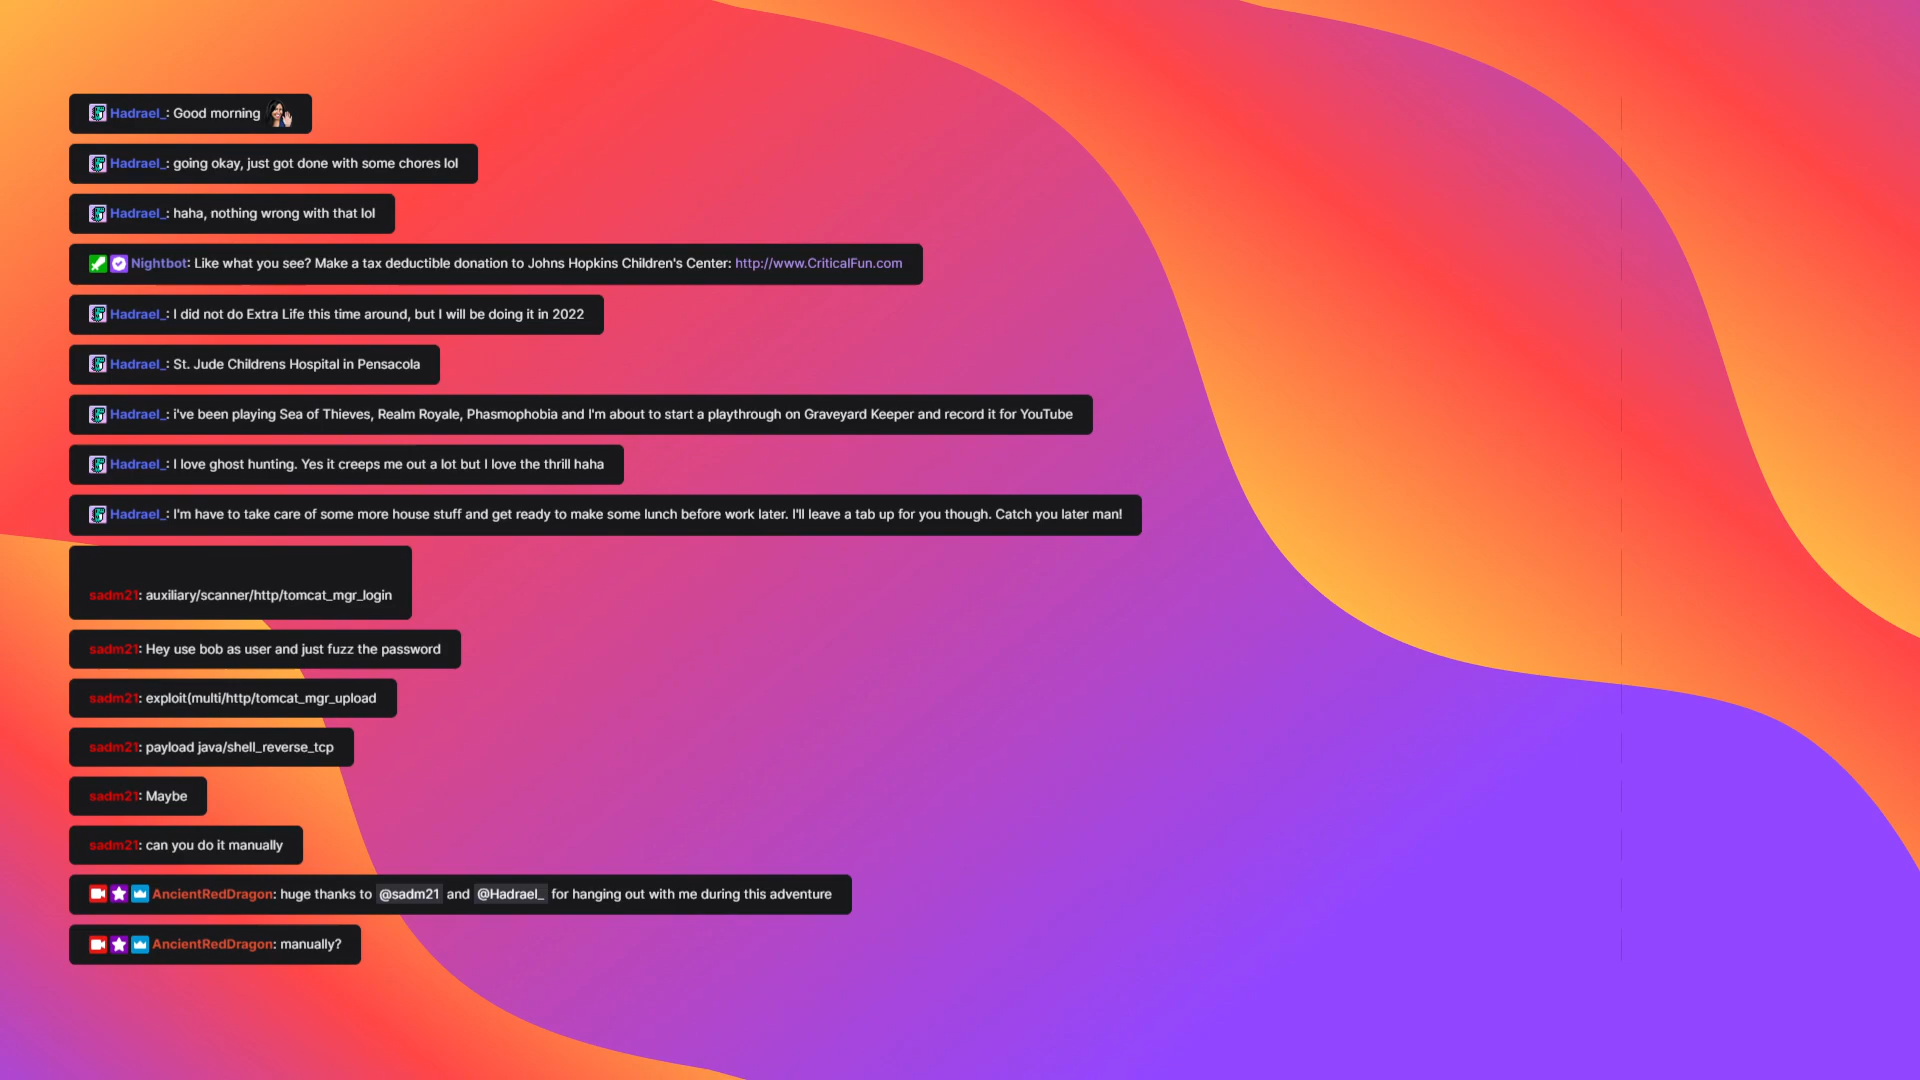 Hadrael_: Good morning
Hadrael_: going okay, just got done with some chores lol
Hadrael_: haha, nothing wrong with that lol
Nightbot: Like what you see? Make a tax deductible donation to Johns Hopkins Children's Center: http://www.CriticalFun.com
Hadrael_: I did not do Extra Life this time around, but I will be doing it in 2022
Hadrael_: St. Jude Childrens Hospital in Pensacola
Hadrael_: i've been playing Sea of Thieves, Realm Royale, Phasmophobia and I'm about to start a playthrough on Graveyard Keeper and record it for YouTube
Hadrael_: I love ghost hunting. Yes it creeps me out a lot but I love the thrill haha
Hadrael_: I'm have to take care of some more house stuff and get ready to make some lunch before work later. I'll leave a tab up for you though. Catch you later man!
sadm21: auxiliary/scanner/http/tomcat_mgr_login
sadm21: Hey use bob as user and just fuzz the password
sadm21: exploit(multi/http/tomcat_mgr_upload
sadm21: payload java/shell_reverse_tcp
sadm21: Maybe
sadm21: can you do it manually
AncientRedDragon: huge thanks to @sadm21 and @Hadrael_ for hanging out with me during this adventure
AncientRedDragon: manually?